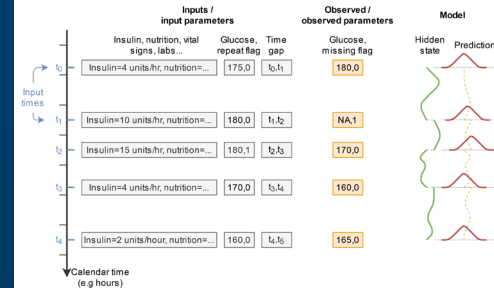 Inputs /
input parameters
Observed /
observed parameters
Model
Insulin, nutrition, vital
signs, labs...
Glucose,
repeat flag
Time
gap
Glucose,
missing flag
Hidden
state
Prediction
t0 Insulin=4 units/hr, nutrition=... 175,0 t0,t1 180,0
Input
times
t1 Insulin=10 units/hr, nutrition=... 180,0 t1,t2 NA,1
t2 Insulin=15 units/hr, nutrition=... 180,1 t2,t3 170,0
t3 Insulin=4 units/hr, nutrition=... 170,0 t3,t4 160,0
t4 Insulin=2 units/hour, nutrition=... 160,0 t4,t5 165,0
Calendar time
(e.g hours)